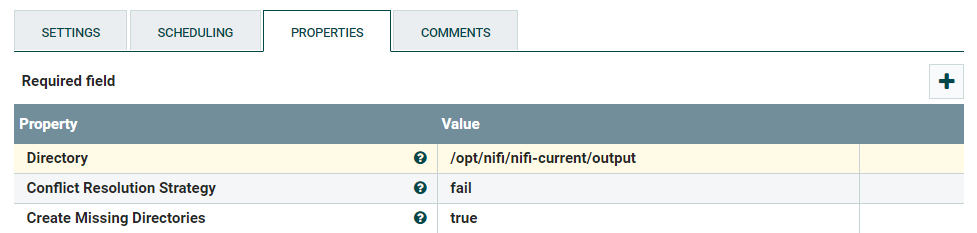 SETTINGS SCHEDULING PROPERTIES COMMENTS
Required field
Property Value
Directory /opt/nifi/nifi-current/output
Conflict Resolution Strategy fail
Create Missing Directories true